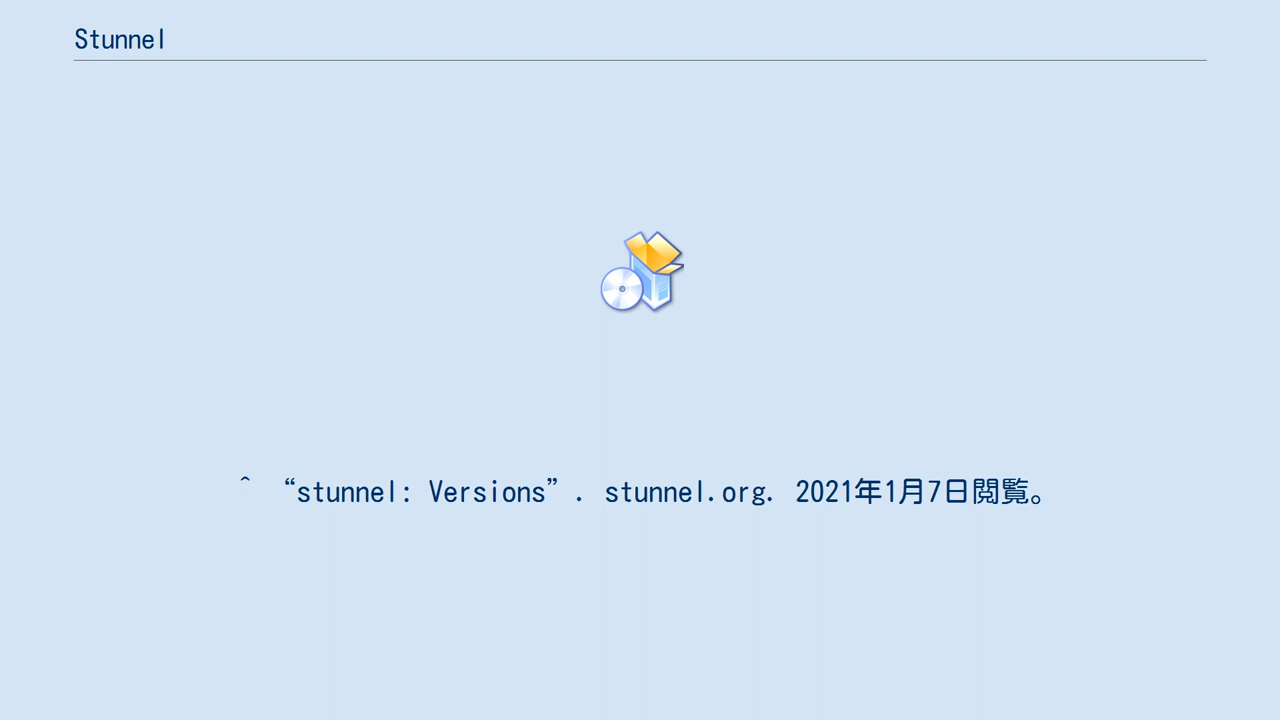 Stunnel
^ “stunnel: Versions”. stunnel.org. 2021年1月7日閲覧。